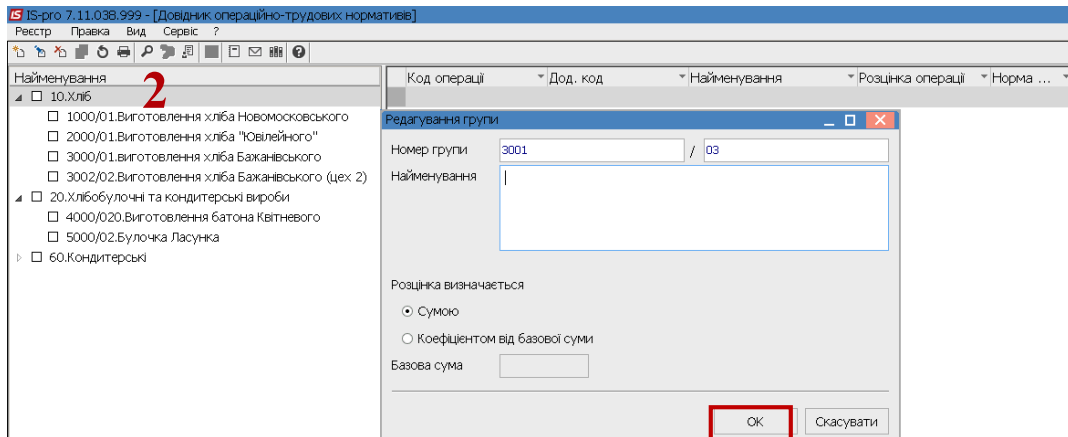 IS-pro 7.11.038.999 - [Довідник операційно-трудових нормативів]
Реєстр Правка Вид Сервіс ?
Найменування
2
10.Хліб
1000/01.Виготовлення хліба Новомосковського
2000/01.Виготовлення хліба "Ювілейного"
3000/01.виготовлення хліба Бажанівського
3002/02.Виготовлення хліба Бажанівського (цех 2)
20.Хлібобулочні та кондитерські вироби
4000/020.Виготовлення батона Квітневого
5000/02.Булочка Ласунка
60.Кондитерські
Код операції Дод. код Найменування Розцінка операції Норма ...
Редагування групи
Номер групи 3001 / 03
Найменування
Розцінка визначається
Сумою
Коефіцієнтом від базової суми
Базова сума
ОК Скасувати